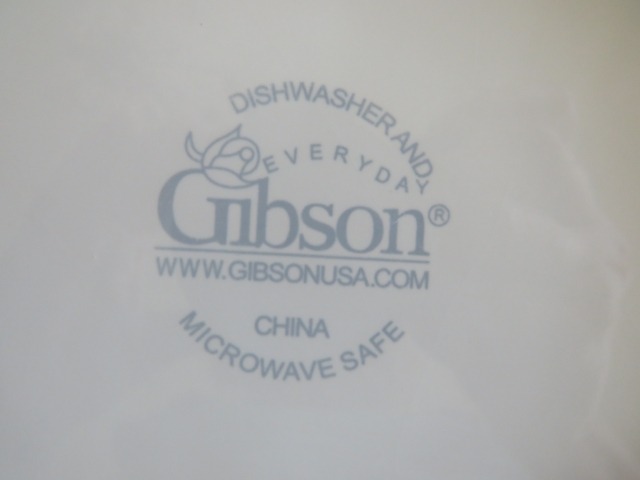 DISHWASHER AND
EVERYDAY
Gibson®
WWW.GIBSONUSA.COM
CHINA
MICROWAVE SAFE